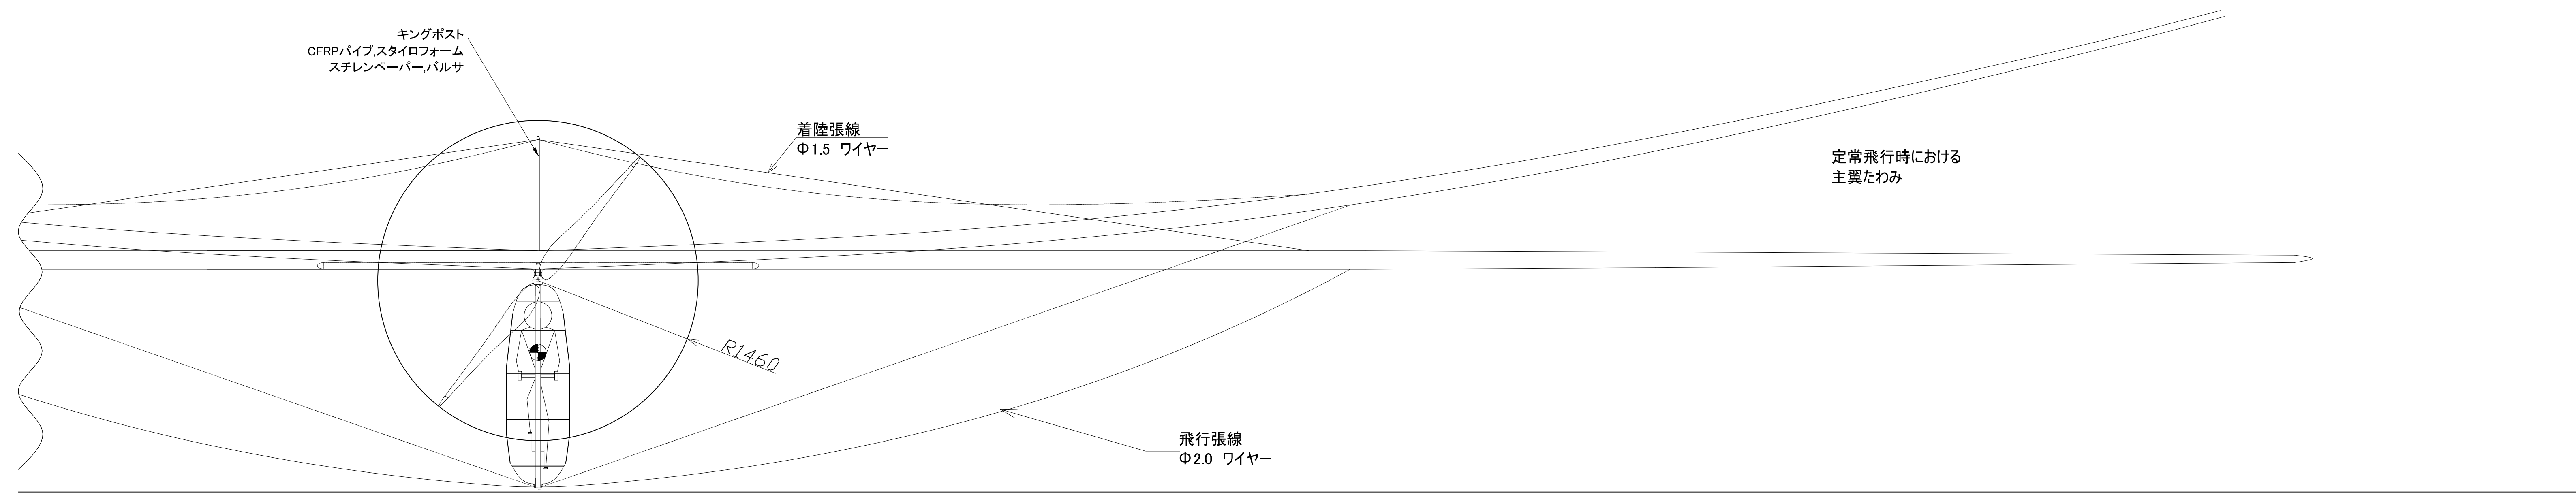 キングポスト
CFRPパイプ,スタイロフォーム
スチレンペーパー,バルサ
着陸張線
Φ1.5 ワイヤー
定常飛行時における
主翼たわみ
R1460
飛行張線
Φ2.0 ワイヤー